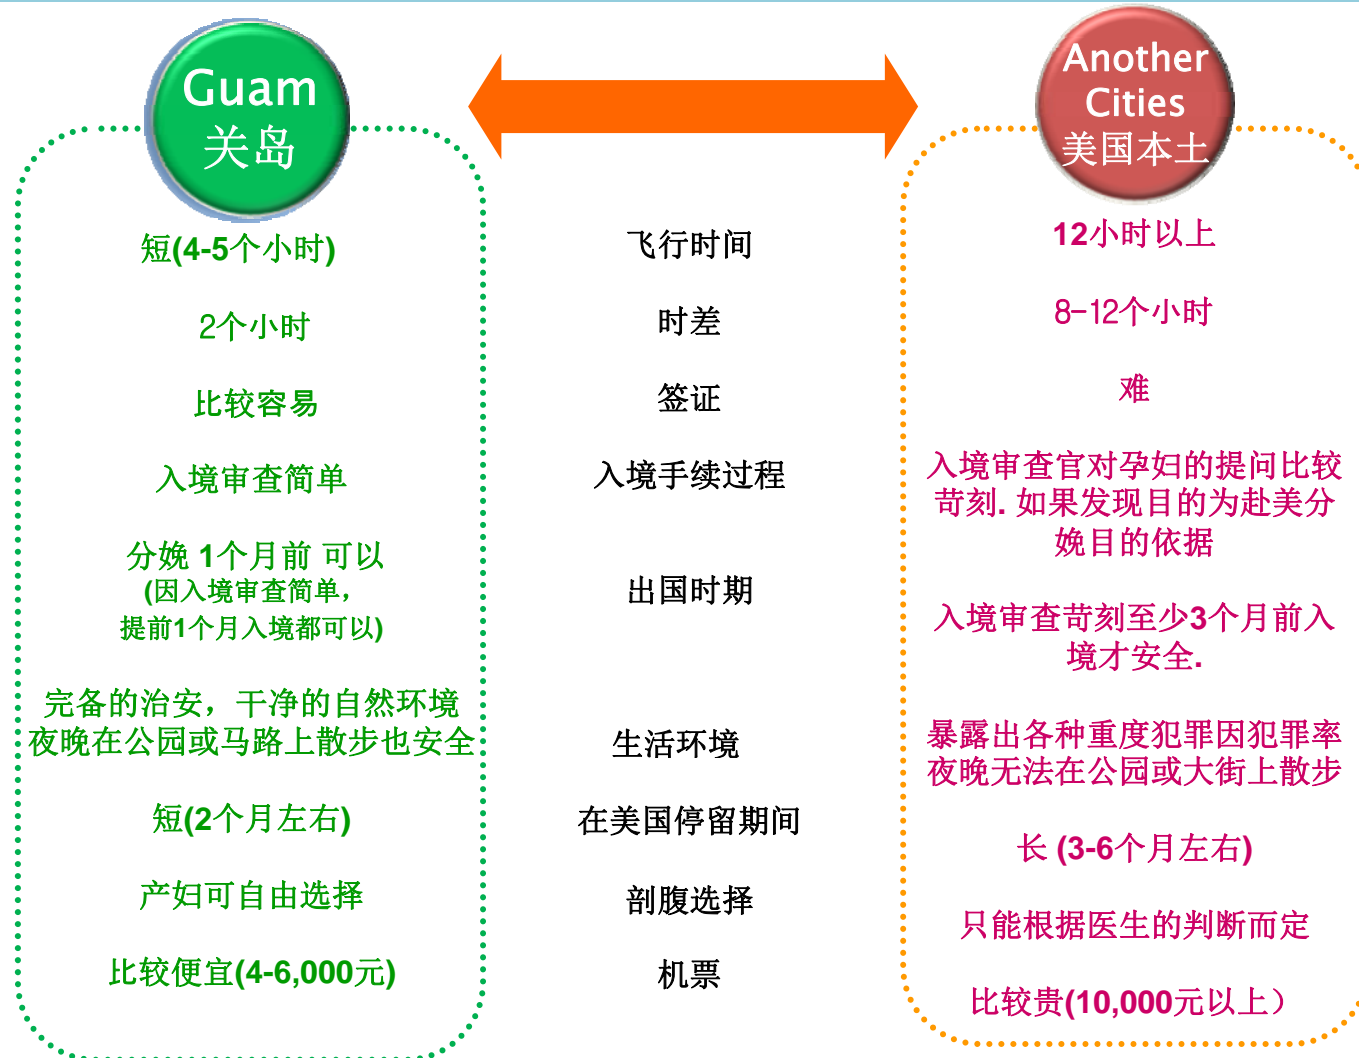 Guam
关岛
Another
Cities
美国本土
短(4-5个小时)
飞行时间
12小时以上
2个小时
时差
8-12个小时
比较容易
签证
难
入境审查简单
入境手续过程
入境审查官对孕妇的提问比较
苛刻. 如果发现目的为赴美分
娩目的依据
分娩 1个月前 可以
(因入境审查简单，
提前1个月入境都可以)
出国时期
入境审查苛刻至少3个月前入
境才安全.
完备的治安，干净的自然环境
夜晚在公园或马路上散步也安全
生活环境
暴露出各种重度犯罪因犯罪率
夜晚无法在公园或大街上散步
短(2个月左右)
在美国停留期间
长 (3-6个月左右)
产妇可自由选择
剖腹选择
只能根据医生的判断而定
比较便宜(4-6,000元)
机票
比较贵(10,000元以上）